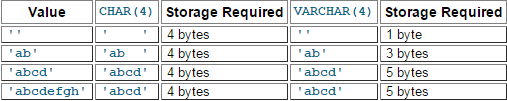 Value CHAR(4) Storage Required VARCHAR(4) Storage Required
'' '    ' 4 bytes '' 1 byte
'ab' 'ab  ' 4 bytes 'ab' 3 bytes
'abcd' 'abcd' 4 bytes 'abcd' 5 bytes
'abcdefgh' 'abcd' 4 bytes 'abcd' 5 bytes